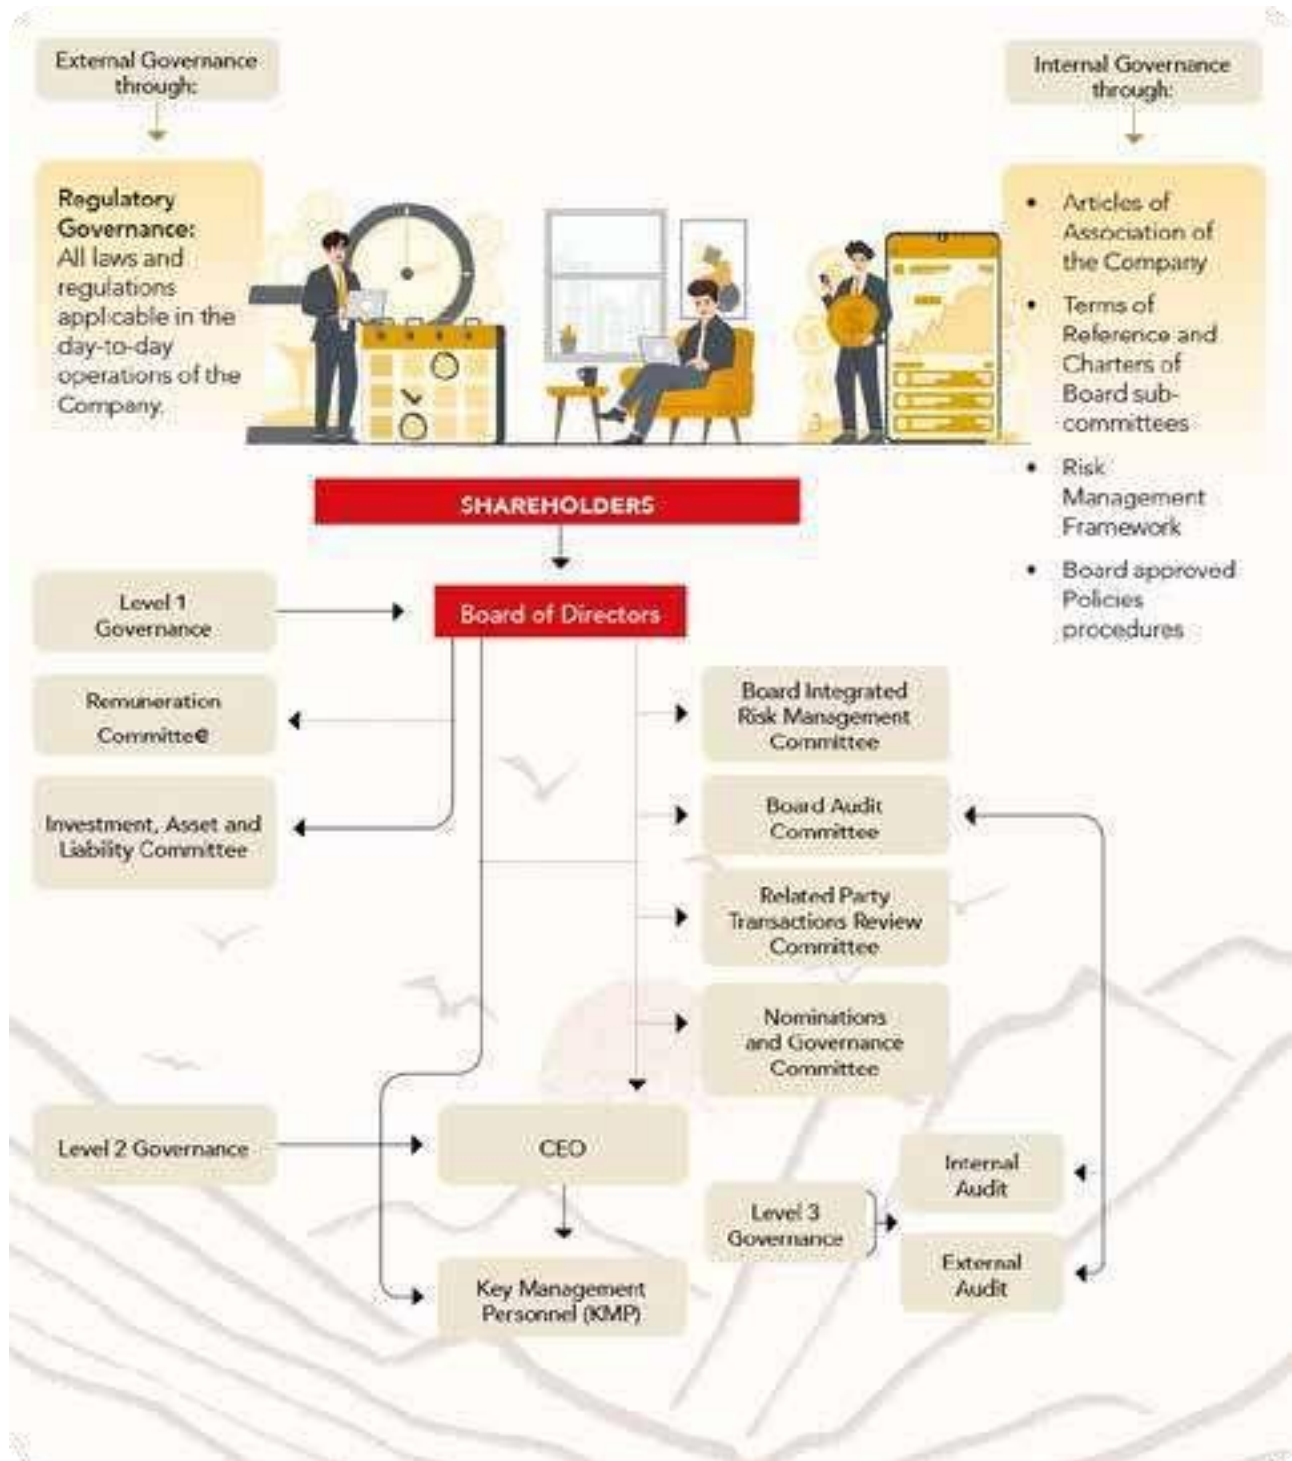 External Governance
through:
Regulatory
Governance:
All laws and
regulations
applicable in the
day-to-day
operations of the
Company.
Internal Governance
through:
• Articles of
Association of
the Company
• Terms of
Reference and
Charters of
Board sub-
committees
• Risk
Management
Framework
• Board approved
Policies
procedures
SHAREHOLDERS
Level 1
Governance
Board of Directors
Remuneration
Committe@
Investment, Asset and
Liability Committee
Board Integrated
Risk Management
Committee
Board Audit
Committee
Related Party
Transactions Review
Committee
Nominations
and Governance
Committee
Level 2 Governance
CEO
Key Management
Personnel (KMP)
Level 3
Governance
Internal
Audit
External
Audit